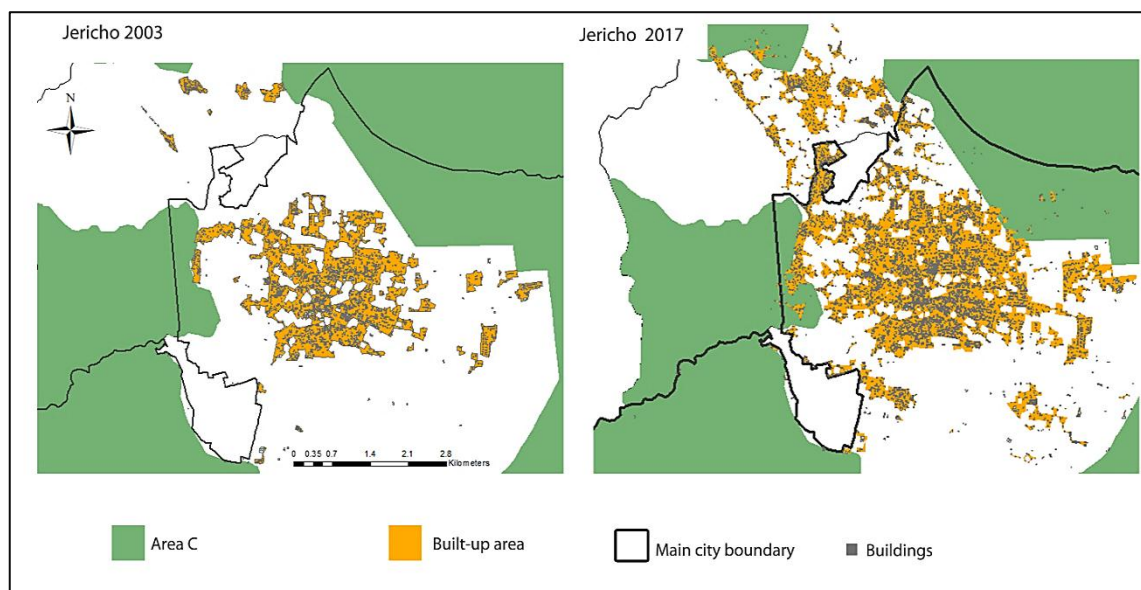 Jericho 2003
Jericho 2017
N
0 0.35 0.7 1.4 2.1 2.8
Kilometers
Area C
Built-up area
Main city boundary
Buildings